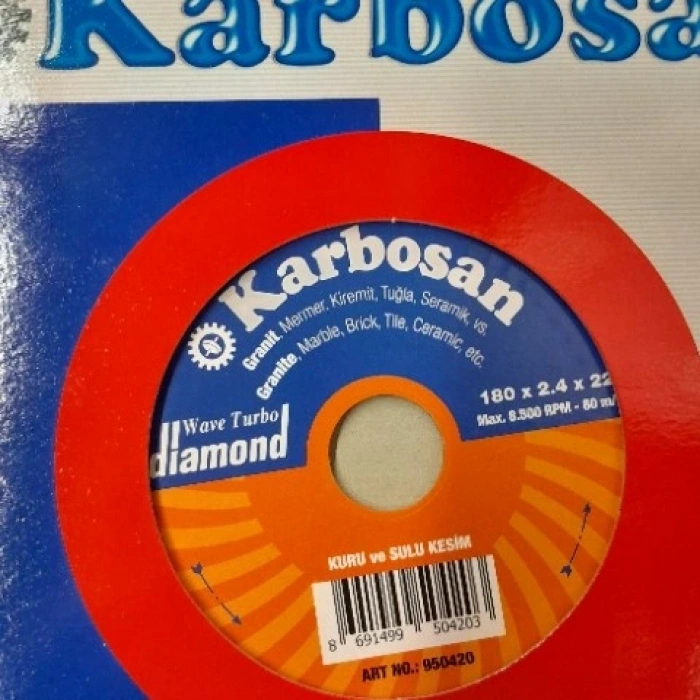 Karbosa
Karbosan
Granit, Mermer, Kiremit, Tuğla, Seramik, vs.
Granite, Marble, Brick, Tile, Ceramic, etc.
180 x 2.4 x 22
Max. 8.500 RPM - 80 m/
Wave Turbo
diamond
KURU ve SULU KESİM
8 691499 504203
ART NO.: 950420